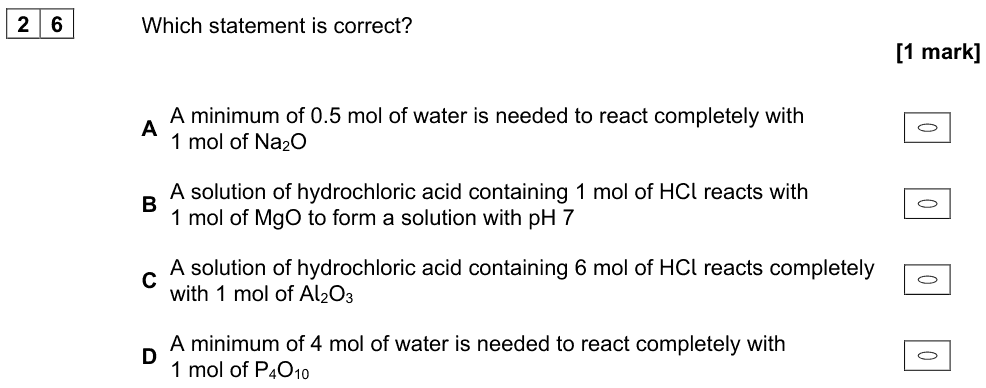 2 6 Which statement is correct?
[1 mark]
A A minimum of 0.5 mol of water is needed to react completely with
1 mol of Na₂O
B A solution of hydrochloric acid containing 1 mol of HCl reacts with
1 mol of MgO to form a solution with pH 7
C A solution of hydrochloric acid containing 6 mol of HCl reacts completely
with 1 mol of Al₂O₃
D A minimum of 4 mol of water is needed to react completely with
1 mol of P₄O₁₀